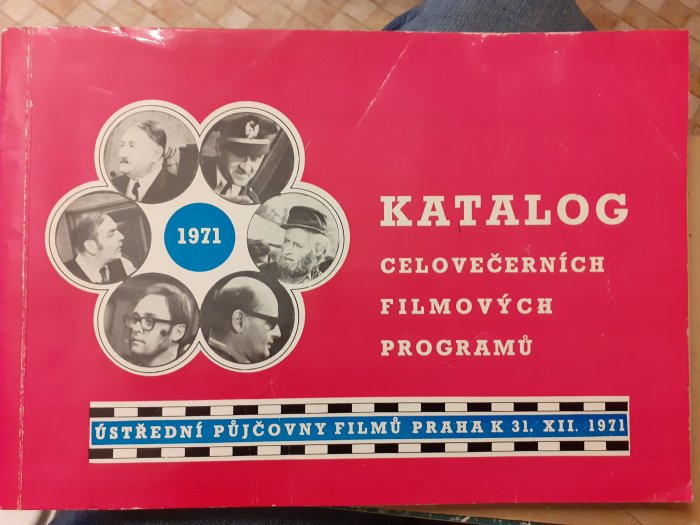 1971
KATALOG
CELOVEČERNÍCH
FILMOVÝCH
PROGRAMŮ
ÚSTŘEDNÍ PŮJČOVNY FILMŮ PRAHA K 31. XII. 1971